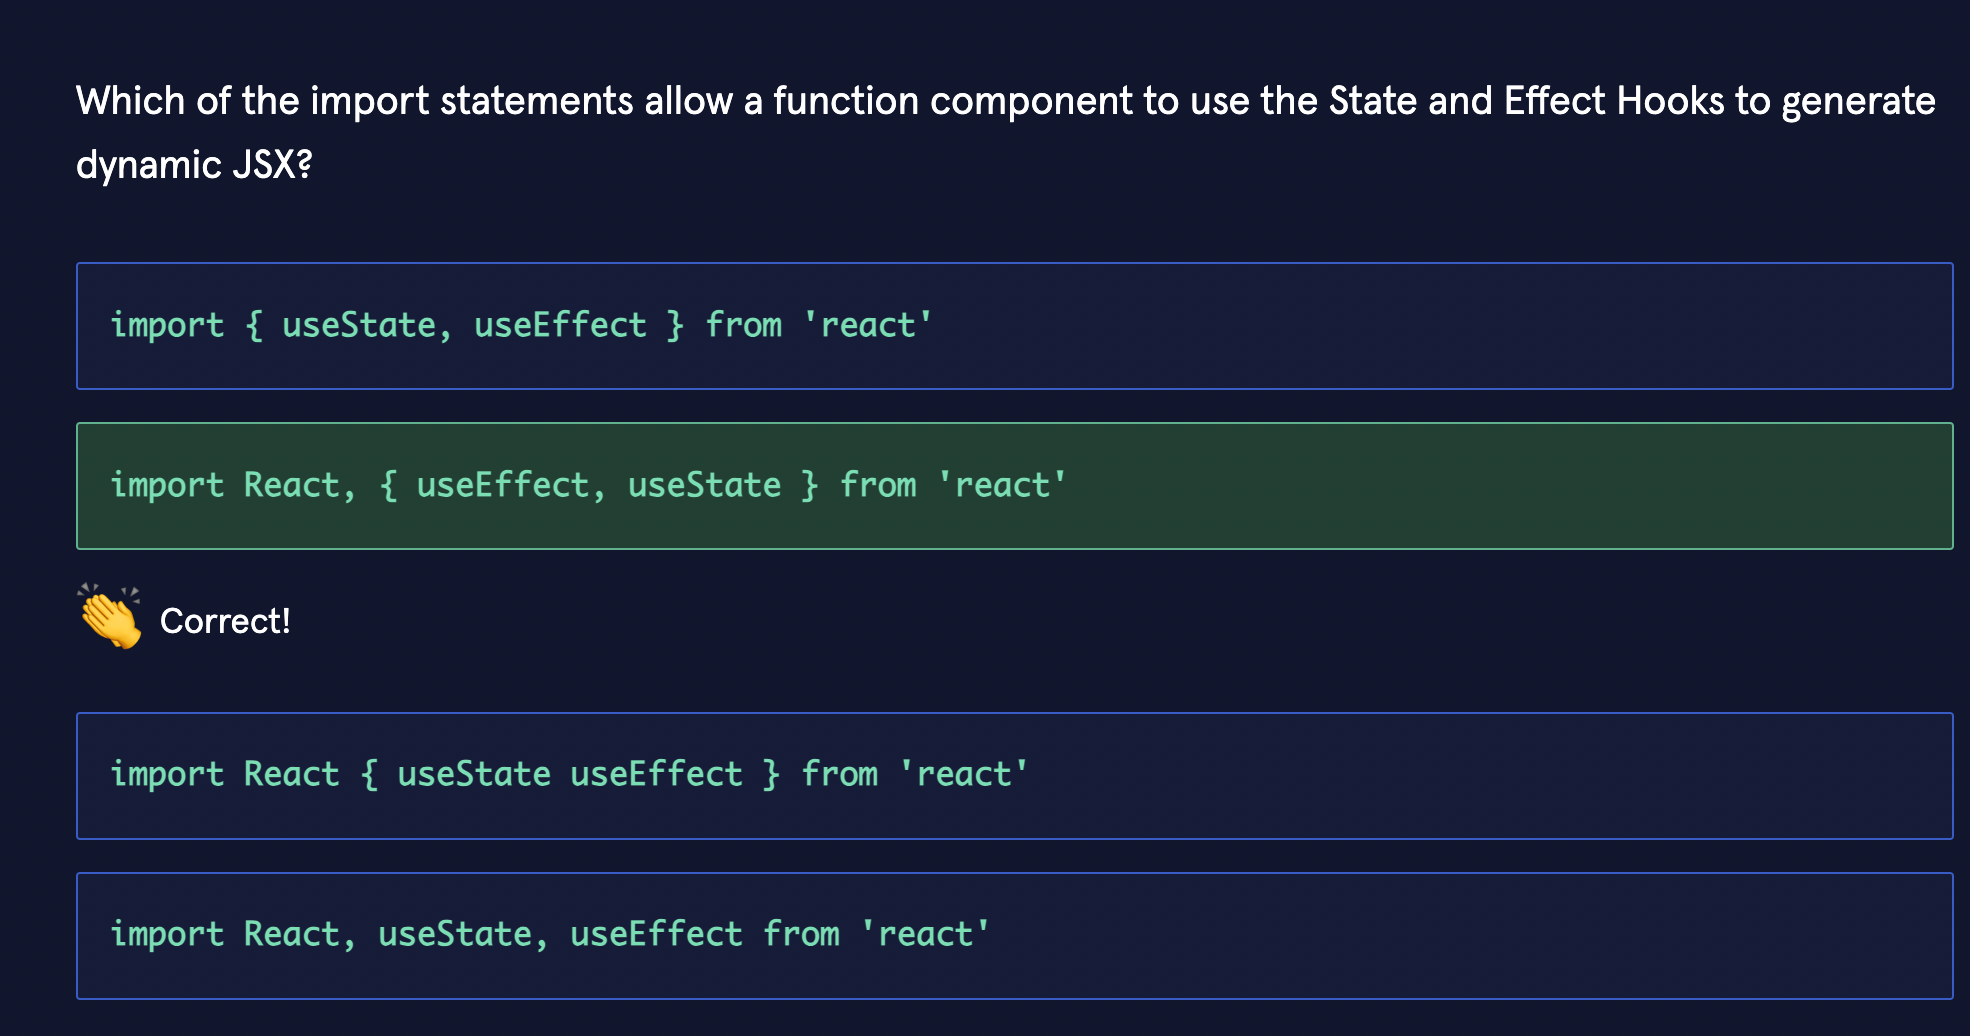 Which of the import statements allow a function component to use the State and Effect Hooks to generate
dynamic JSX?
import { useState, useEffect } from 'react'
import React, { useEffect, useState } from 'react'
Correct!
import React { useState useEffect } from 'react'
import React, useState, useEffect from 'react'